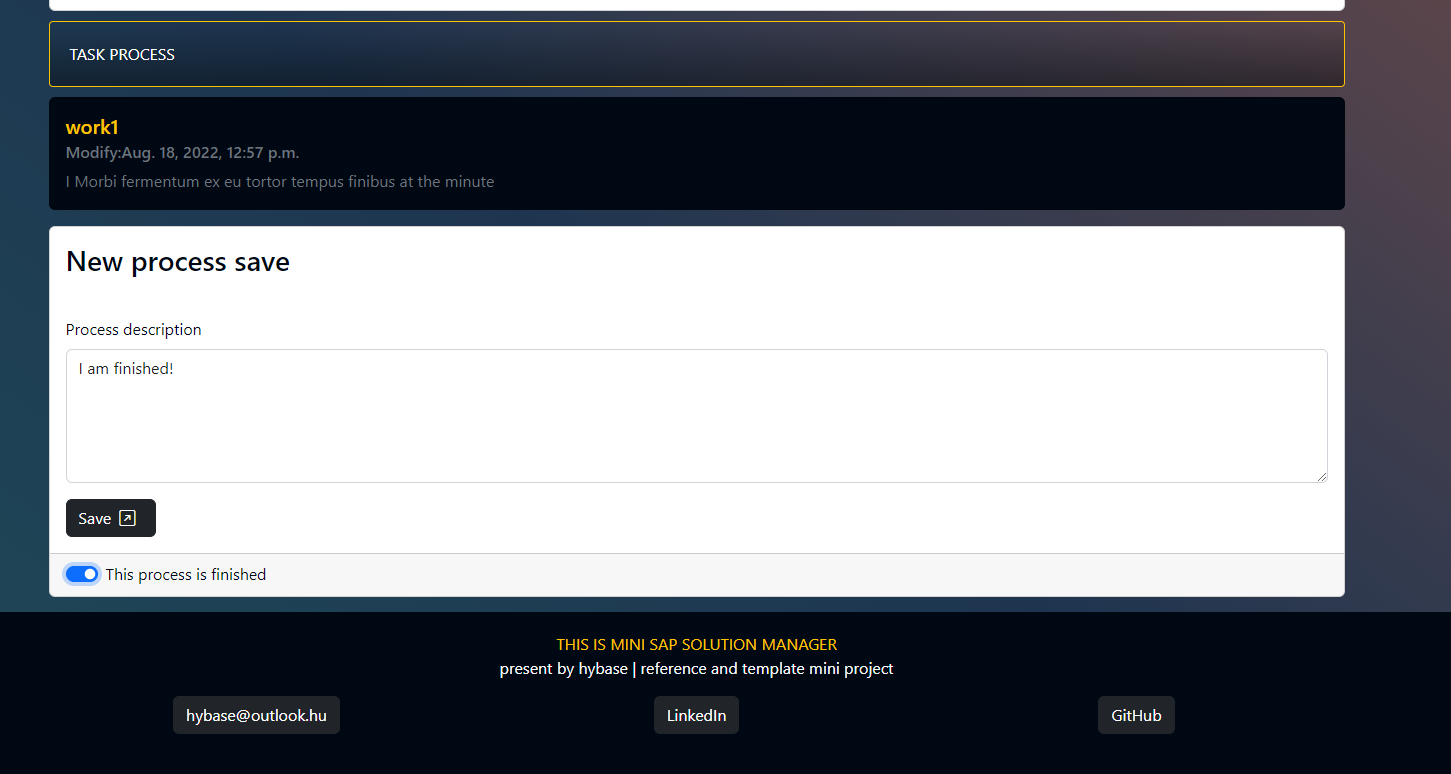 TASK PROCESS
work1
Modify:Aug. 18, 2022, 12:57 p.m.
I Morbi fermentum ex eu tortor tempus finibus at the minute
New process save
Process description
I am finished!
Save
This process is finished
THIS IS MINI SAP SOLUTION MANAGER
present by hybase | reference and template mini project
hybase@outlook.hu
LinkedIn
GitHub